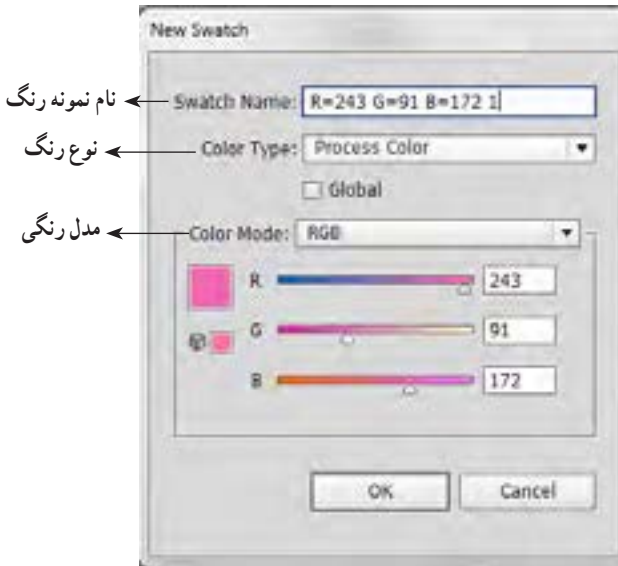 New Swatch
نام نمونه رنگ
Swatch Name: R=243 G=91 B=172 1
نوع رنگ
Color Type: Process Color
Global
مدل رنگی
Color Mode: RGB
R 243
G 91
B 172
OK Cancel